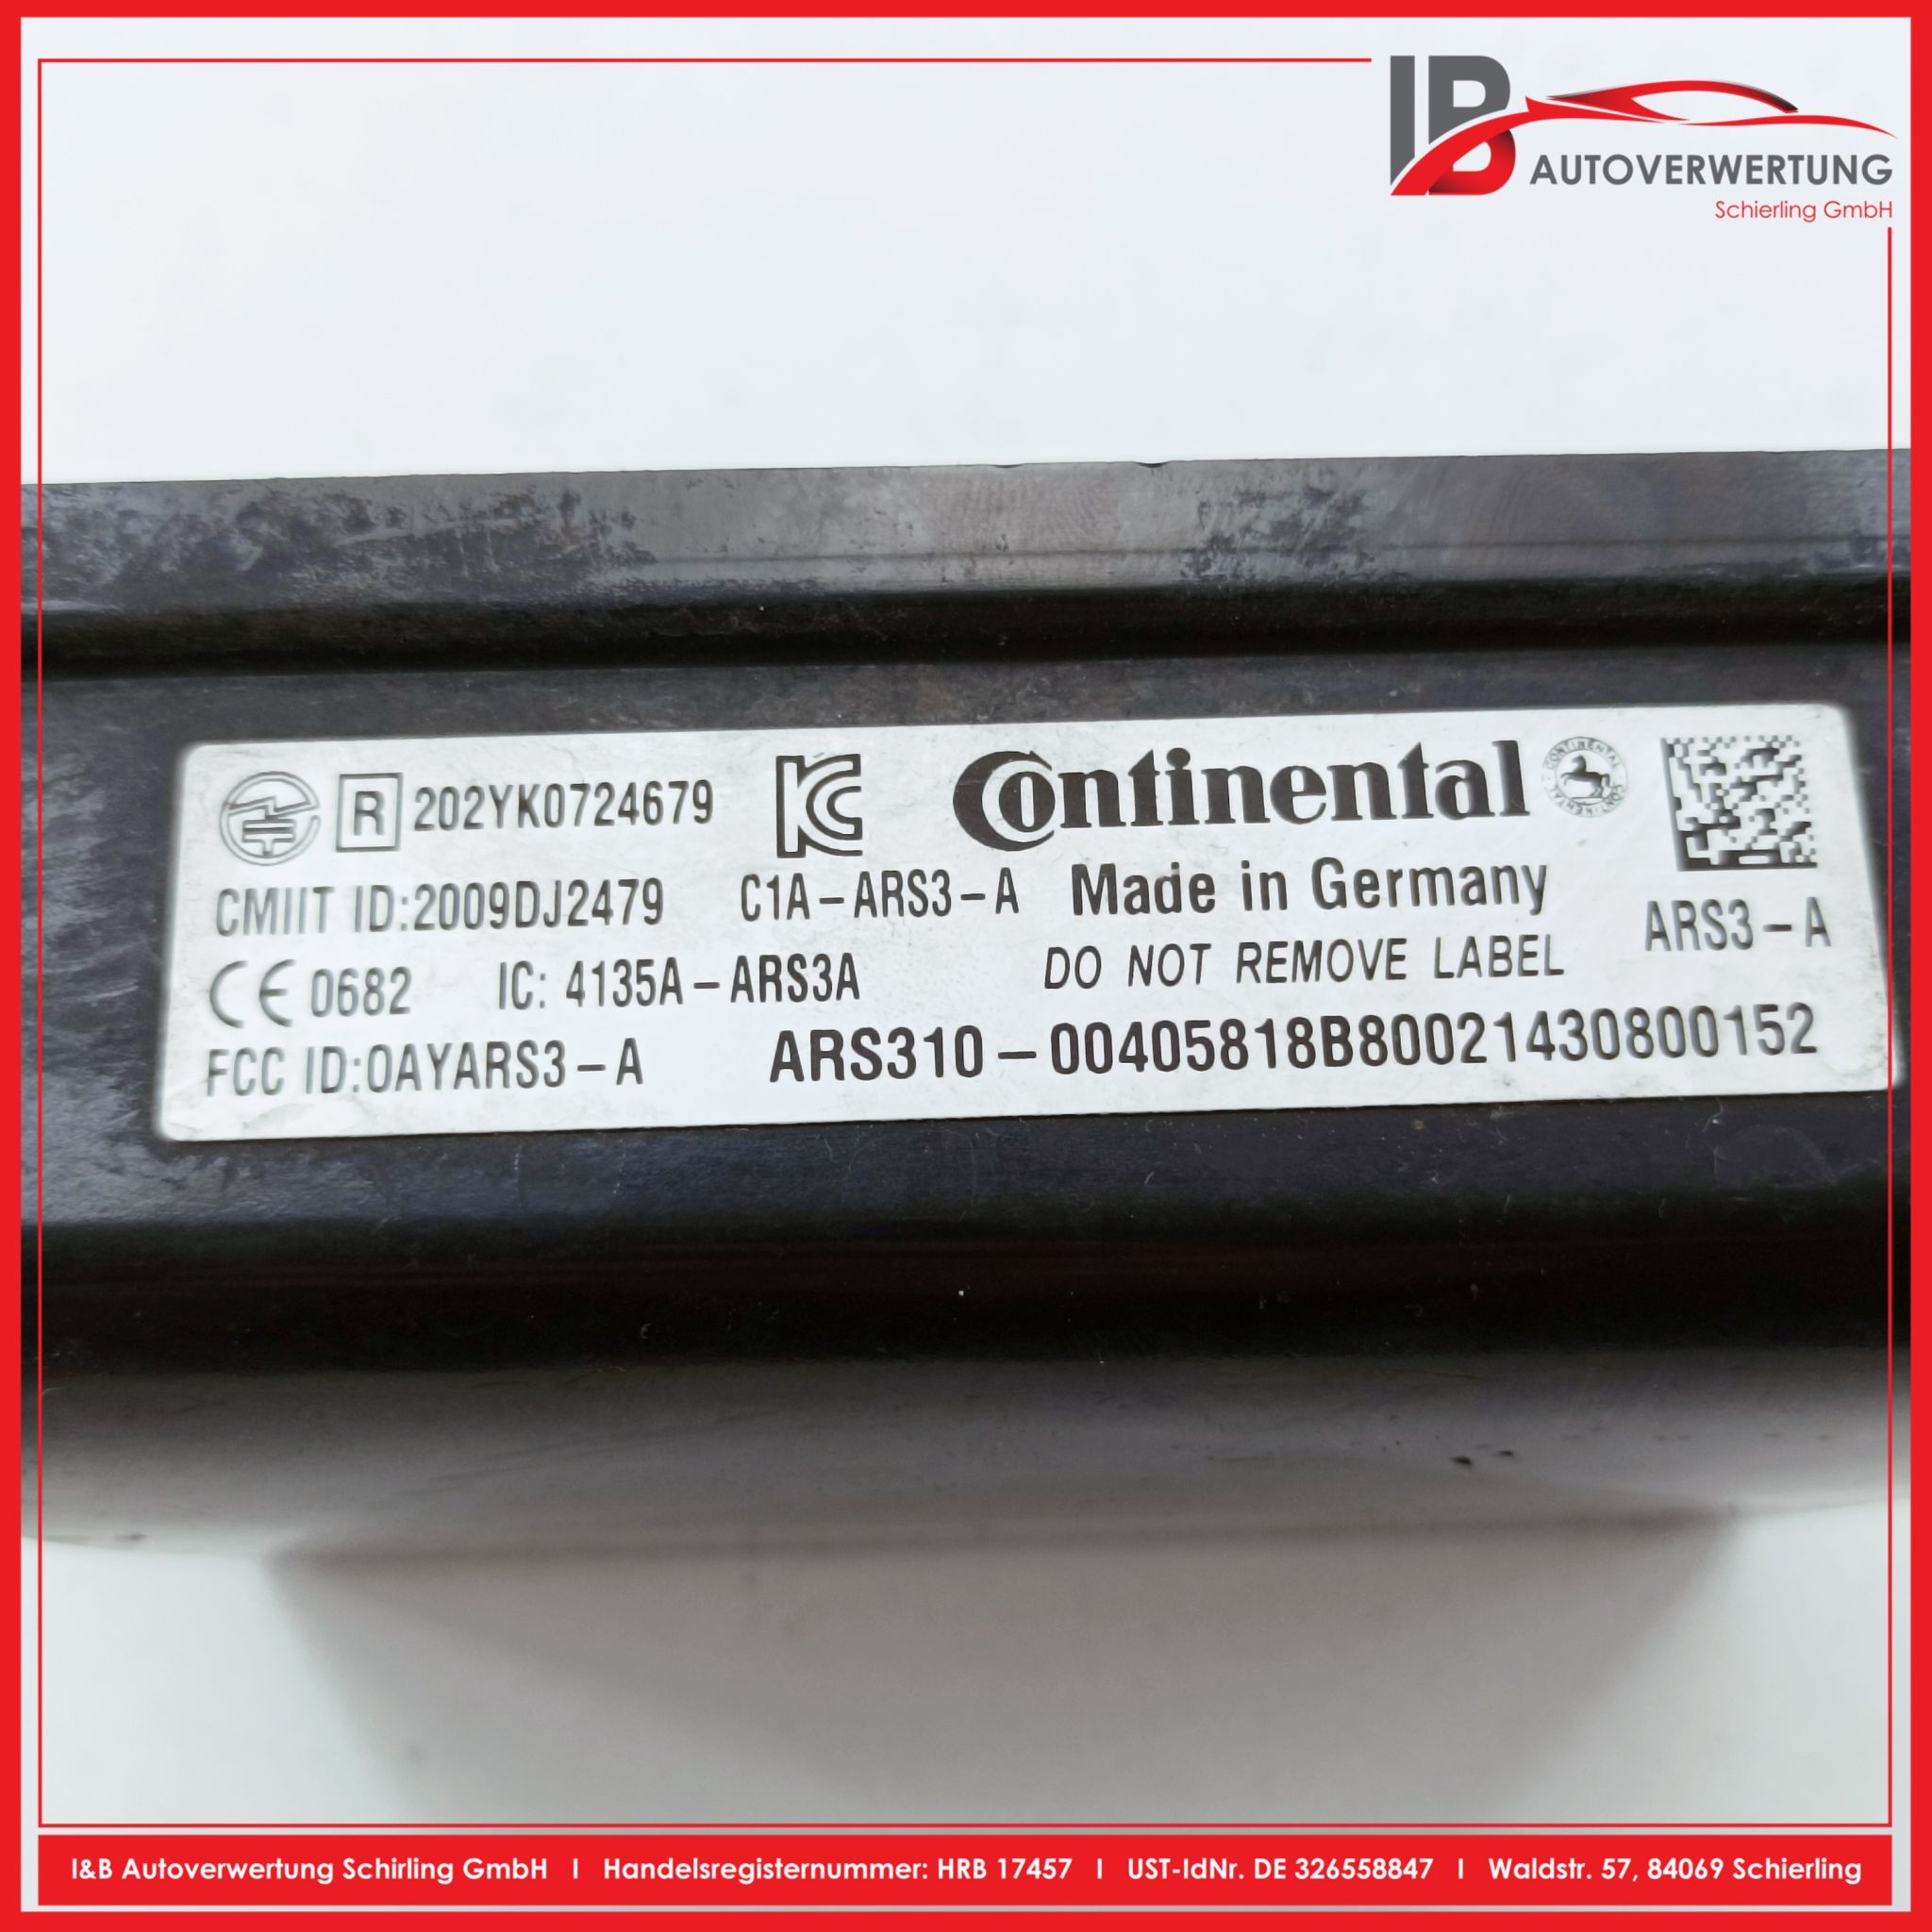 IB AUTOVERWERTUNG
Schierling GmbH
R 202YK0724679
Continental
CMIIT ID:2009DJ2479
C1A-ARS3-A
Made in Germany
CE 0682
IC: 4135A-ARS3A
DO NOT REMOVE LABEL
ARS3-A
FCC ID:OAYARS3-A
ARS310-00405818B80021430800152
I&B Autoverwertung Schirling GmbH I Handelsregisternummer: HRB 17457 I UST-IdNr. DE 326558847 I Waldstr. 57, 84069 Schierling